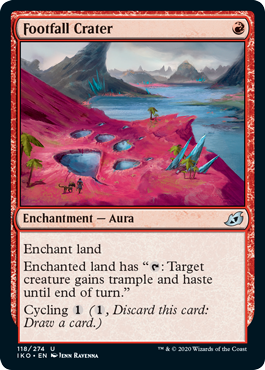 Footfall Crater
Enchantment — Aura
Enchant land
Enchanted land has “: Target
creature gains trample and haste
until end of turn.”
Cycling 1 (1, Discard this card:
Draw a card.)
118/274 U
IKO • EN Jenn Ravenna
™ & © 2020 Wizards of the Coast